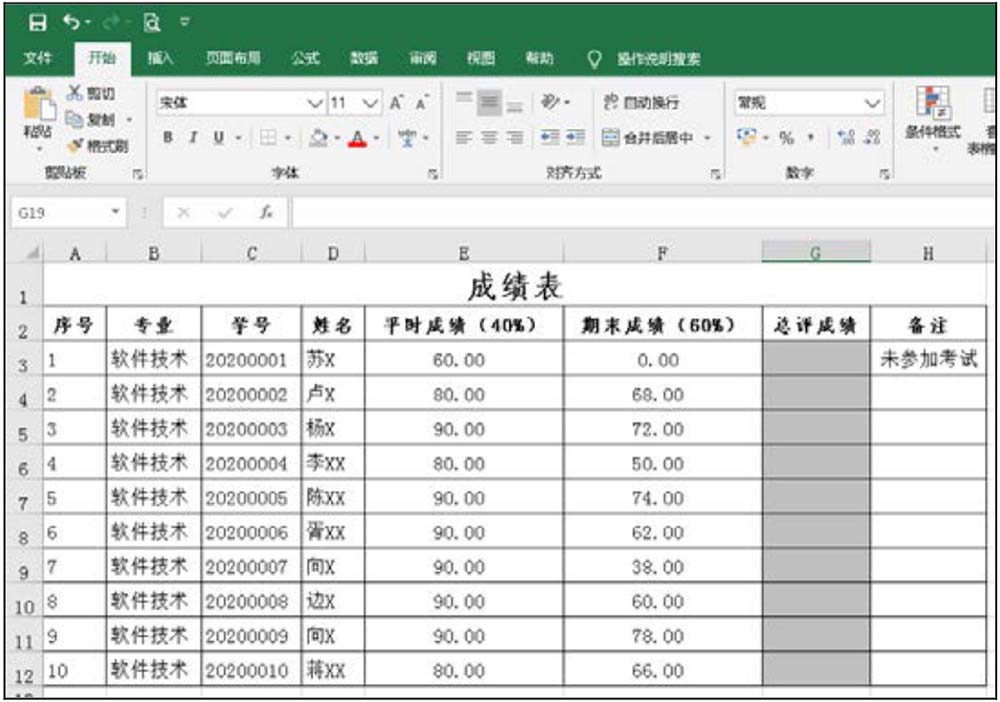 文件 开始 插入 页面布局 公式 数据 审阅 视图 帮助 操作说明搜索
剪切 宋体 11 A A 自动换行 常规
粘贴 复制 条件格式
格式刷 B I U A 合并后居中 %
剪贴板 字体 对齐方式 数字
G19 fx
A B C D E F G H
1 成绩表
2 序号 专业 学号 姓名 平时成绩（40%） 期末成绩（60%） 总评成绩 备注
3 1 软件技术 20200001 苏X 60.00 0.00 未参加考试
4 2 软件技术 20200002 卢X 80.00 68.00
5 3 软件技术 20200003 杨X 90.00 72.00
6 4 软件技术 20200004 李XX 80.00 50.00
7 5 软件技术 20200005 陈XX 90.00 74.00
8 6 软件技术 20200006 胥XX 90.00 62.00
9 7 软件技术 20200007 向X 90.00 38.00
10 8 软件技术 20200008 边X 90.00 60.00
11 9 软件技术 20200009 向X 90.00 78.00
12 10 软件技术 20200010 蒋XX 80.00 66.00